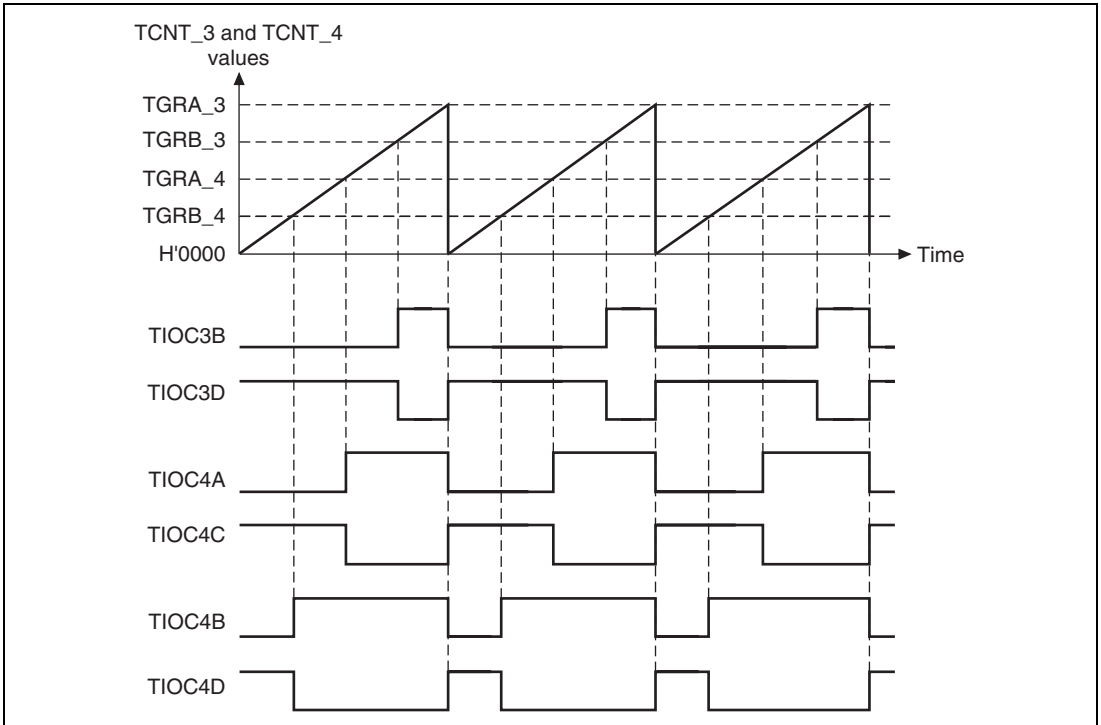 TCNT_3 and TCNT_4
values
TGRA_3
TGRB_3
TGRA_4
TGRB_4
H'0000
Time
TIOC3B
TIOC3D
TIOC4A
TIOC4C
TIOC4B
TIOC4D